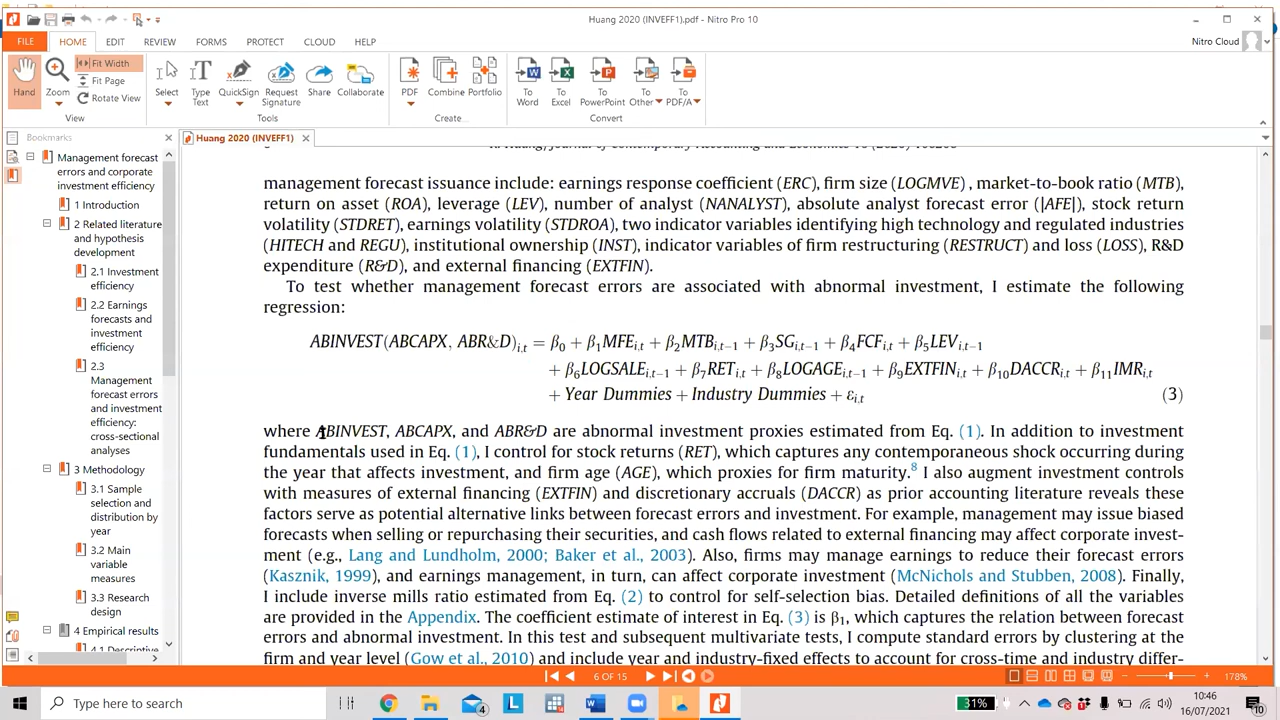 Huang 2020 (INVEFF1).pdf - Nitro Pro 10
FILE HOME EDIT REVIEW FORMS PROTECT CLOUD HELP Nitro Cloud
Hand Zoom Fit Width Fit Page Rotate View Select Type Text QuickSign Request Signature Share Collaborate PDF Combine Portfolio To Word To Excel To PowerPoint To Other To PDF/A
View Tools Create... Convert
Bookmarks
Huang 2020 (INVEFF1)
Management forecast
errors and corporate
investment efficiency
1 Introduction
2 Related literature
and hypothesis
development
2.1 Investment
efficiency
2.2 Earnings
forecasts and
investment
efficiency
2.3
Management
forecast errors
and investment
efficiency:
cross-sectional
analyses
3 Methodology
3.1 Sample
selection and
distribution by
year
3.2 Main
variable
measures
3.3 Research
design
4 Empirical results
management forecast issuance include: earnings response coefficient (ERC), firm size (LOGMVE) , market-to-book ratio (MTB),
return on asset (ROA), leverage (LEV), number of analyst (NANALYST), absolute analyst forecast error (|AFE|), stock return
volatility (STDRET), earnings volatility (STDROA), two indicator variables identifying high technology and regulated industries
(HITECH and REGU), institutional ownership (INST), indicator variables of firm restructuring (RESTRUCT) and loss (LOSS), R&D
expenditure (R&D), and external financing (EXTFIN).
To test whether management forecast errors are associated with abnormal investment, I estimate the following
regression:
ABINVEST(ABCAPX, ABR&D)i,t = β0 + β1MFEi,t + β2MTBi,t−1 + β3SGi,t−1 + β4FCFi,t + β5LEVi,t−1
+ β6LOGSALEi,t−1 + β7RETi,t + β8LOGAGEi,t−1 + β9EXTFINi,t + β10DACCRi,t + β11IMRi,t
+ Year Dummies + Industry Dummies + εi,t (3)
where ABINVEST, ABCAPX, and ABR&D are abnormal investment proxies estimated from Eq. (1). In addition to investment
fundamentals used in Eq. (1), I control for stock returns (RET), which captures any contemporaneous shock occurring during
the year that affects investment, and firm age (AGE), which proxies for firm maturity.8 I also augment investment controls
with measures of external financing (EXTFIN) and discretionary accruals (DACCR) as prior accounting literature reveals these
factors serve as potential alternative links between forecast errors and investment. For example, management may issue biased
forecasts when selling or repurchasing their securities, and cash flows related to external financing may affect corporate invest-
ment (e.g., Lang and Lundholm, 2000; Baker et al., 2003). Also, firms may manage earnings to reduce their forecast errors
(Kasznik, 1999), and earnings management, in turn, can affect corporate investment (McNichols and Stubben, 2008). Finally,
I include inverse mills ratio estimated from Eq. (2) to control for self-selection bias. Detailed definitions of all the variables
are provided in the Appendix. The coefficient estimate of interest in Eq. (3) is β1, which captures the relation between forecast
errors and abnormal investment. In this test and subsequent multivariate tests, I compute standard errors by clustering at the
firm and year level (Gow et al., 2010) and include year and industry-fixed effects to account for cross-time and industry differ-
6 OF 15
178%
Type here to search
4
31%
10:46
16/07/2021
10